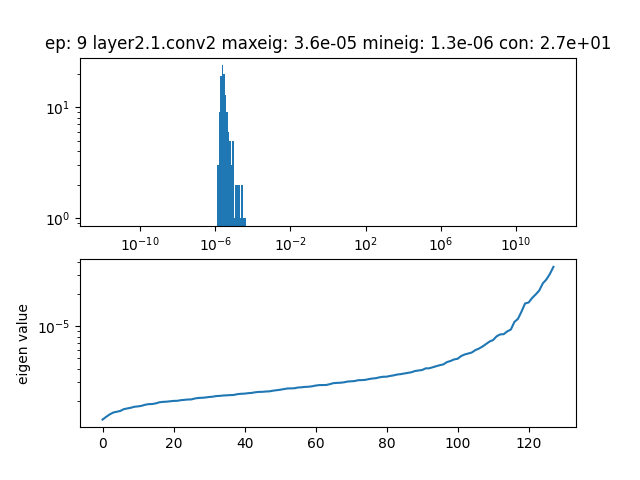 ep: 9 layer2.1.conv2 maxeig: 3.6e-05 mineig: 1.3e-06 con: 2.7e+01
10¹
10⁰
10⁻¹⁰ 10⁻⁶ 10⁻² 10² 10⁶ 10¹⁰
eigen value
10⁻⁵
0 20 40 60 80 100 120